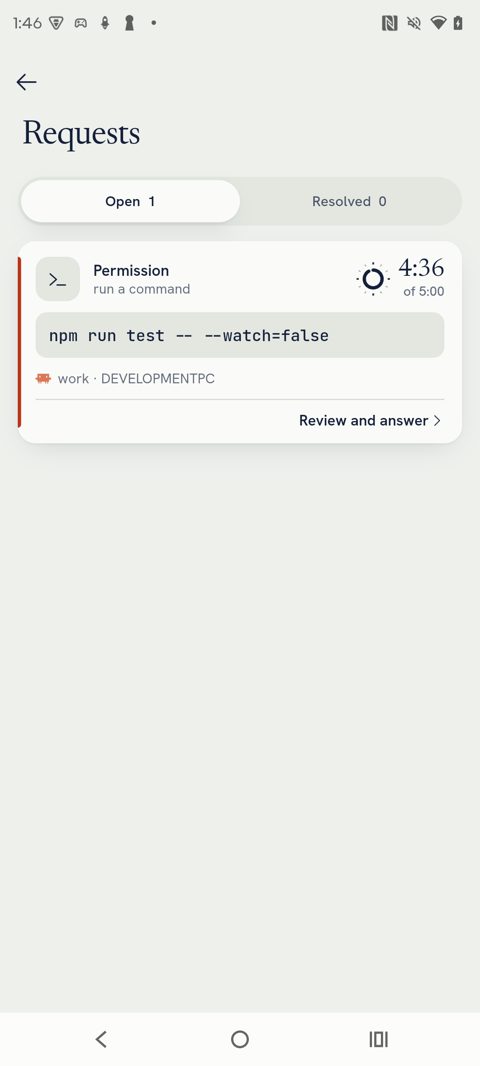 1:46
Requests
Open 1
Resolved 0
Permission
run a command
4:36
of 5:00
>_
npm run test -- --watch=false
work · DEVELOPMENTPC
Review and answer